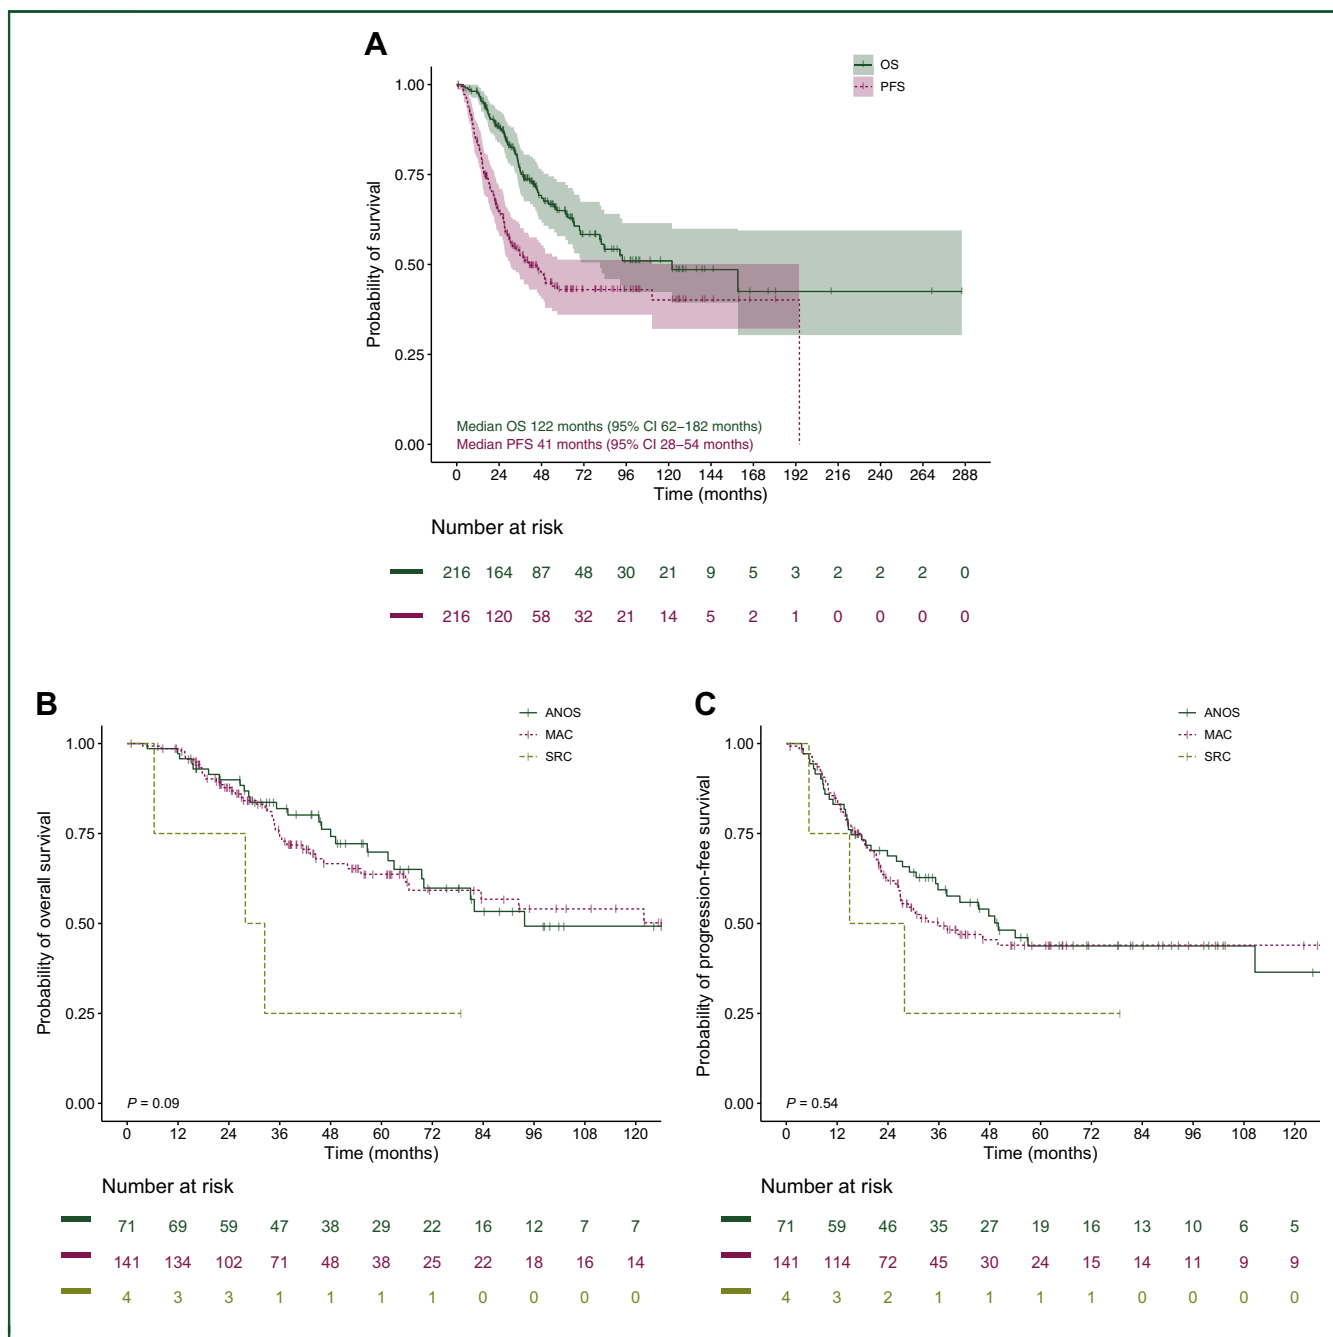 A
OS
PFS
1.00
0.75
0.50
0.25
0.00
Probability of survival
Median OS 122 months (95% CI 62–182 months)
Median PFS 41 months (95% CI 28–54 months)
0 24 48 72 96 120 144 168 192 216 240 264 288
Time (months)
Number at risk
216 164 87 48 30 21 9 5 3 2 2 2 0
216 120 58 32 21 14 5 2 1 0 0 0 0
B
ANOS
MAC
SRC
1.00
0.75
0.50
0.25
0.00
Probability of overall survival
P = 0.09
0 12 24 36 48 60 72 84 96 108 120
Time (months)
Number at risk
71 69 59 47 38 29 22 16 12 7 7
141 134 102 71 48 38 25 22 18 16 14
4 3 3 1 1 1 1 0 0 0 0
C
ANOS
MAC
SRC
1.00
0.75
0.50
0.25
0.00
Probability of progression-free survival
P = 0.54
0 12 24 36 48 60 72 84 96 108 120
Time (months)
Number at risk
71 59 46 35 27 19 16 13 10 6 5
141 114 72 45 30 24 15 14 11 9 9
4 3 2 1 1 1 1 0 0 0 0